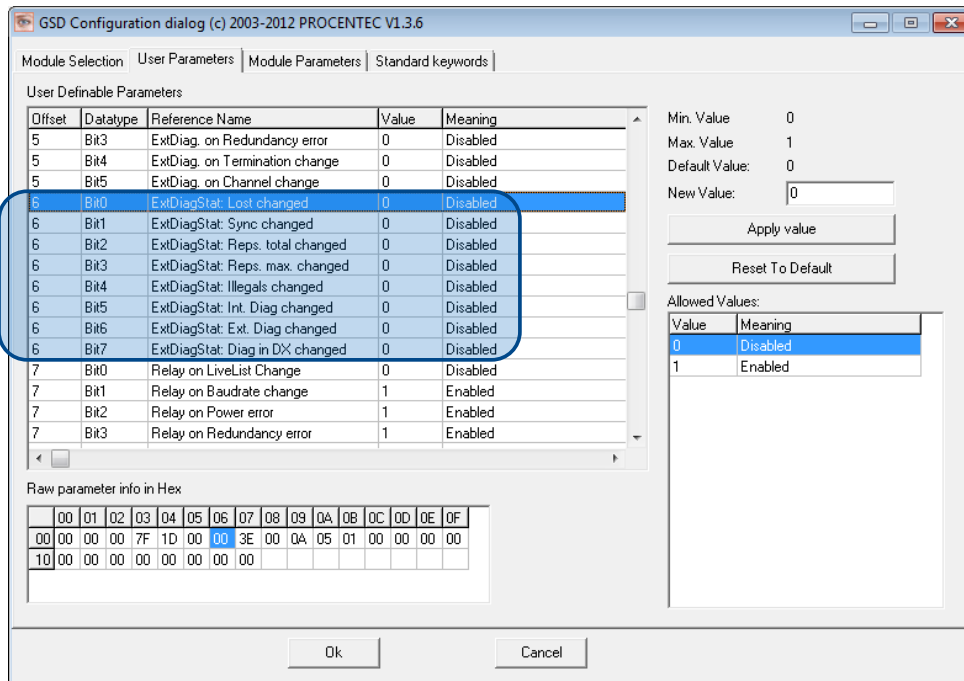 GSD Configuration dialog (c) 2003-2012 PROCENTEC V1.3.6
Module Selection User Parameters Module Parameters Standard keywords
User Definable Parameters
Offset Datatype Reference Name Value Meaning
5 Bit3 ExtDiag. on Redundancy error 0 Disabled
5 Bit4 ExtDiag. on Termination change 0 Disabled
5 Bit5 ExtDiag. on Channel change 0 Disabled
6 Bit0 ExtDiagStat: Lost changed 0 Disabled
6 Bit1 ExtDiagStat: Sync changed 0 Disabled
6 Bit2 ExtDiagStat: Reps. total changed 0 Disabled
6 Bit3 ExtDiagStat: Reps. max. changed 0 Disabled
6 Bit4 ExtDiagStat: Illegals changed 0 Disabled
6 Bit5 ExtDiagStat: Int. Diag changed 0 Disabled
6 Bit6 ExtDiagStat: Ext. Diag changed 0 Disabled
6 Bit7 ExtDiagStat: Diag in DX changed 0 Disabled
7 Bit0 Relay on LiveList Change 0 Disabled
7 Bit1 Relay on Baudrate change 1 Enabled
7 Bit2 Relay on Power error 1 Enabled
7 Bit3 Relay on Redundancy error 1 Enabled
Raw parameter info in Hex
00 01 02 03 04 05 06 07 08 09 0A 0B 0C 0D 0E 0F
00 00 00 00 7F 1D 00 00 3E 00 0A 05 01 00 00 00 00
10 00 00 00 00 00 00 00 00
Min. Value 0
Max. Value 1
Default Value: 0
New Value: 0
Apply value
Reset To Default
Allowed Values:
Value Meaning
0 Disabled
1 Enabled
Ok Cancel